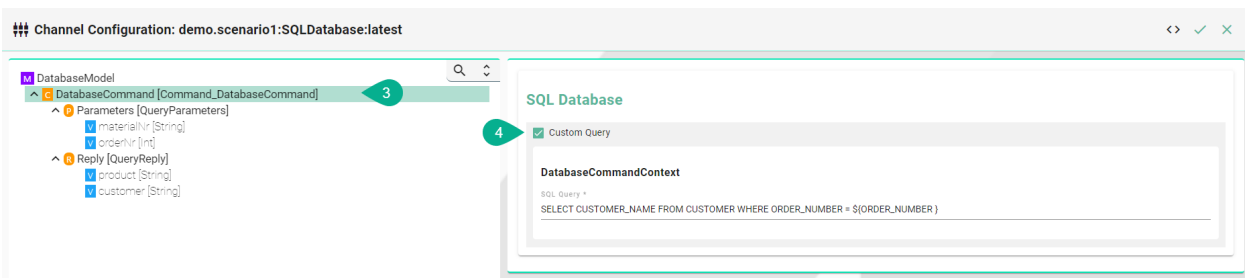 Channel Configuration: demo.scenario1:SQLDatabase:latest
<>
M DatabaseModel
C DatabaseCommand [Command_DatabaseCommand]
3
P Parameters [QueryParameters]
V materialNr [String]
V orderNr [Int]
R Reply [QueryReply]
V product [String]
V customer [String]
SQL Database
4
Custom Query
DatabaseCommandContext
SQL Query *
SELECT CUSTOMER_NAME FROM CUSTOMER WHERE ORDER_NUMBER = ${ORDER_NUMBER }